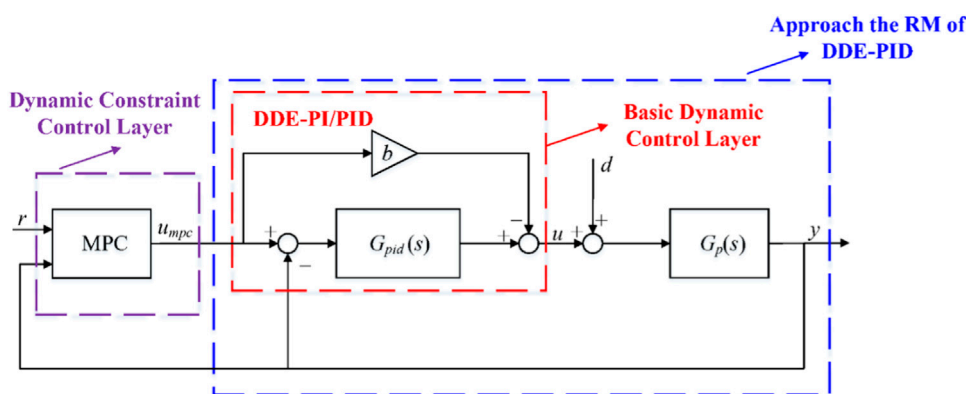 Approach the RM of
DDE-PID
Dynamic Constraint
Control Layer
DDE-PI/PID
Basic Dynamic
Control Layer
b
d
r
MPC
u_mpc
+
−
G_pid(s)
−
+
u
+
+
G_p(s)
y